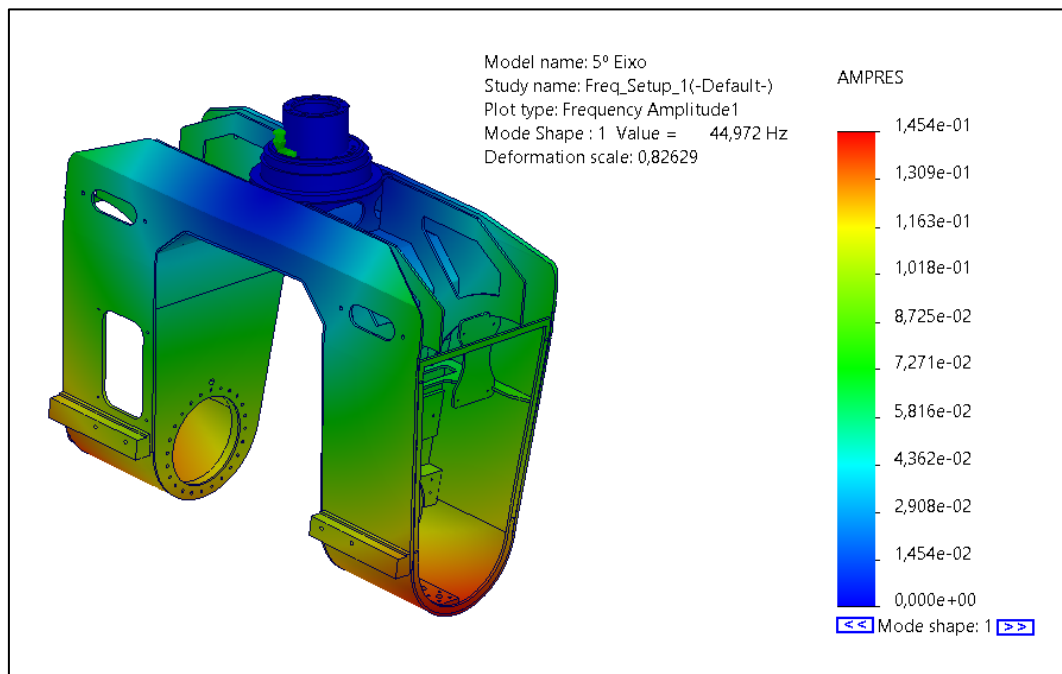 Model name: 5º Eixo
Study name: Freq_Setup_1(-Default-)
Plot type: Frequency Amplitude1
Mode Shape : 1 Value = 44,972 Hz
Deformation scale: 0,82629
AMPRES
1,454e-01
1,309e-01
1,163e-01
1,018e-01
8,725e-02
7,271e-02
5,816e-02
4,362e-02
2,908e-02
1,454e-02
0,000e+00
<< Mode shape: 1 >>